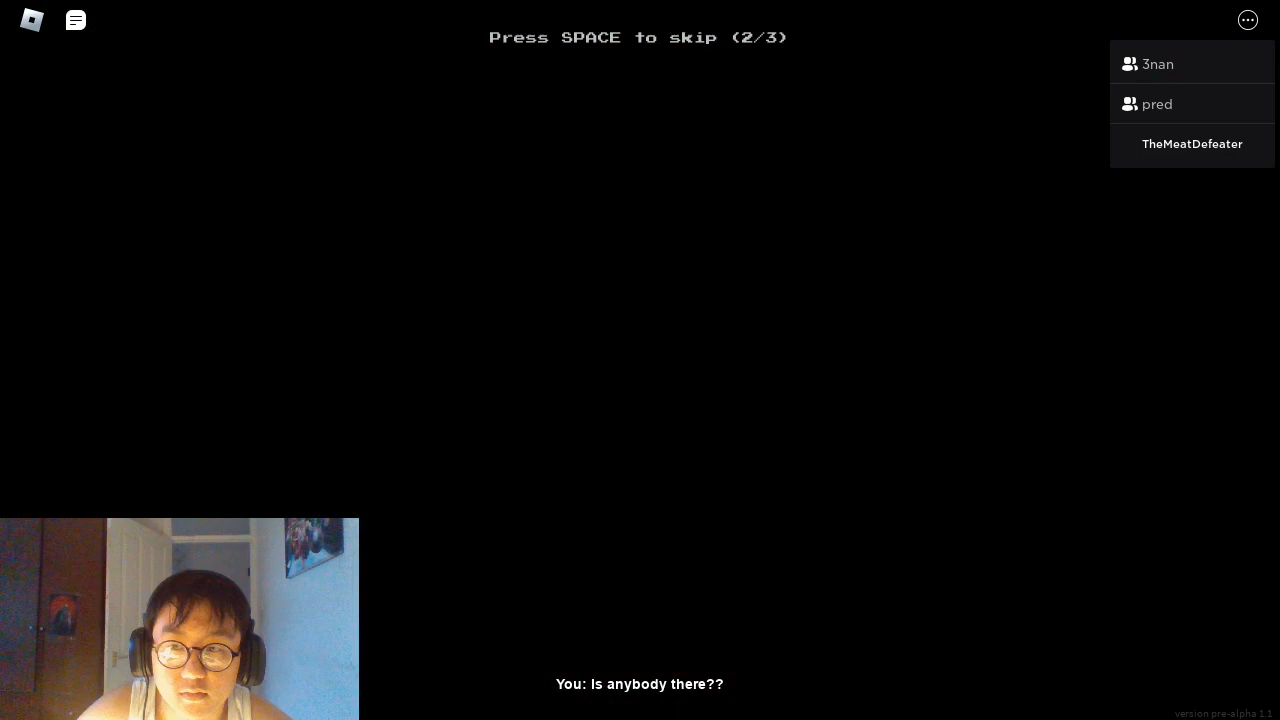 Press SPACE to skip (2/3)
3nan
pred
TheMeatDefeater
You: Is anybody there??
version pre-alpha 1.1